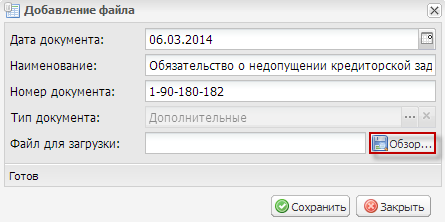 Добавление файла
Дата документа: 06.03.2014
Наименование: Обязательство о недопущении кредиторской зад
Номер документа: 1-90-180-182
Тип документа: Дополнительные ...
Файл для загрузки: Обзор...
Готов
Сохранить Закрыть